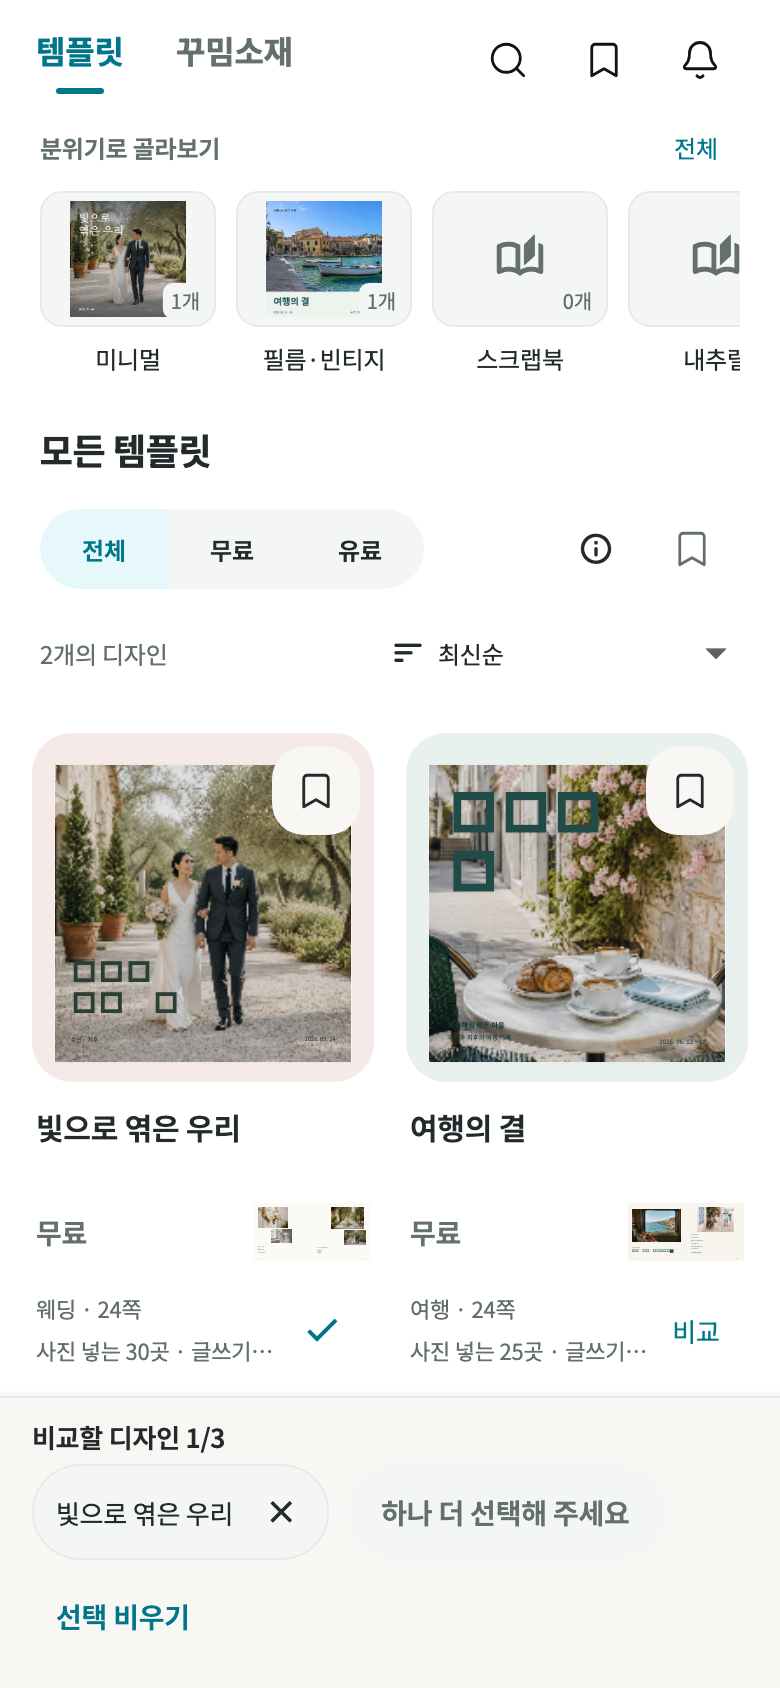 템플릿
꾸밈소재
분위기로 골라보기
전체
빛으로
엮은 우리
1개
여행의 결
1개
0개
미니멀
필름·빈티지
스크랩북
내추럴
모든 템플릿
전체
무료
유료
2개의 디자인
최신순
2026. 05. 24
빛으로 엮은 우리
여행의 결
무료
무료
웨딩 · 24쪽
사진 넣는 30곳 · 글쓰기…
여행 · 24쪽
사진 넣는 25곳 · 글쓰기…
비교
비교할 디자인 1/3
빛으로 엮은 우리
하나 더 선택해 주세요
선택 비우기